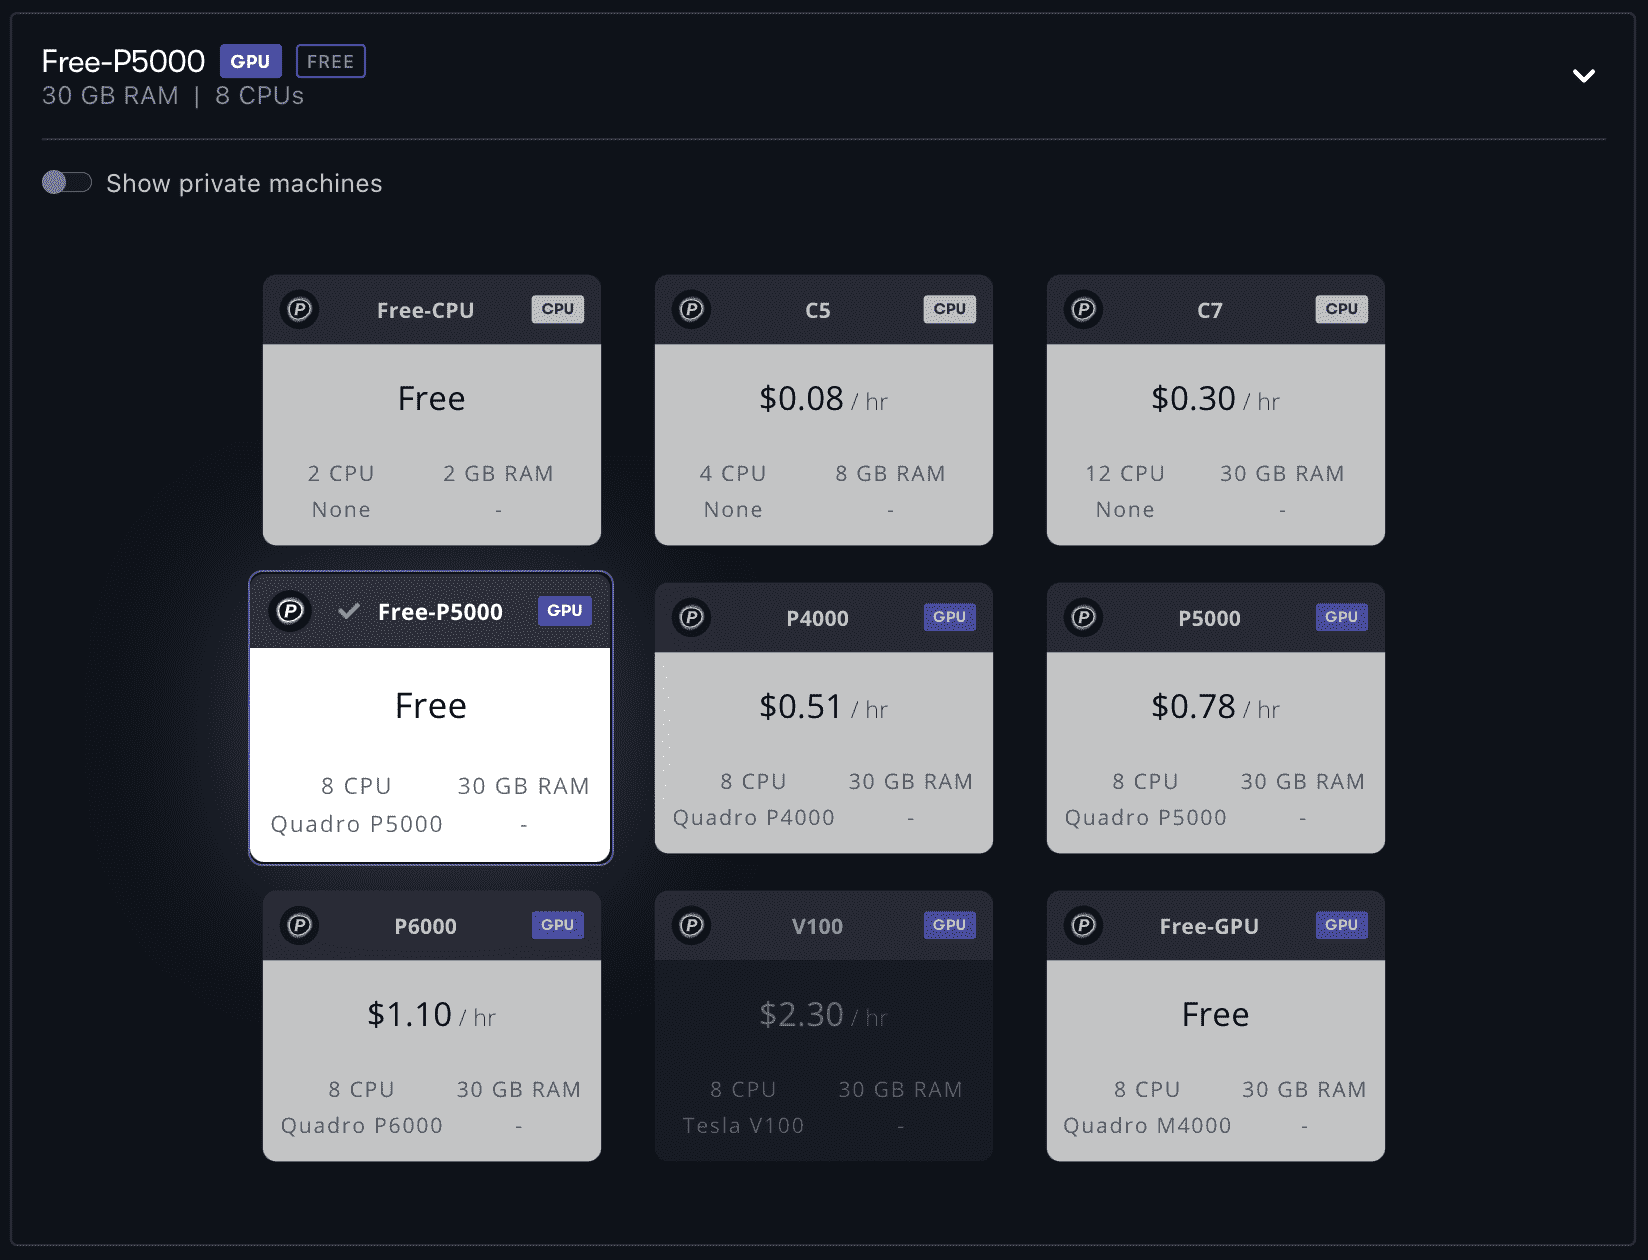 Free-P5000 GPU FREE
30 GB RAM | 8 CPUs
Show private machines
P Free-CPU CPU
Free
2 CPU 2 GB RAM
None -
P C5 CPU
$0.08 / hr
4 CPU 8 GB RAM
None -
P C7 CPU
$0.30 / hr
12 CPU 30 GB RAM
None -
P Free-P5000 GPU
Free
8 CPU 30 GB RAM
Quadro P5000 -
P P4000 GPU
$0.51 / hr
8 CPU 30 GB RAM
Quadro P4000 -
P P5000 GPU
$0.78 / hr
8 CPU 30 GB RAM
Quadro P5000 -
P P6000 GPU
$1.10 / hr
8 CPU 30 GB RAM
Quadro P6000 -
P V100 GPU
$2.30 / hr
8 CPU 30 GB RAM
Tesla V100 -
P Free-GPU GPU
Free
8 CPU 30 GB RAM
Quadro M4000 -